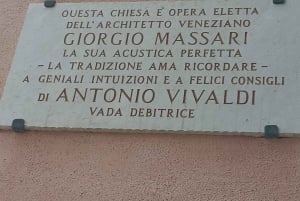 QUESTA CHIESA È OPERA ELETTA
DELL'ARCHITETTO VENEZIANO
GIORGIO MASSARI
LA SUA ACUSTICA PERFETTA
- LA TRADIZIONE AMA RICORDARE -
A GENIALI INTUIZIONI E A FELICI CONSIGLI
DI ANTONIO VIVALDI
VADA DEBITRICE